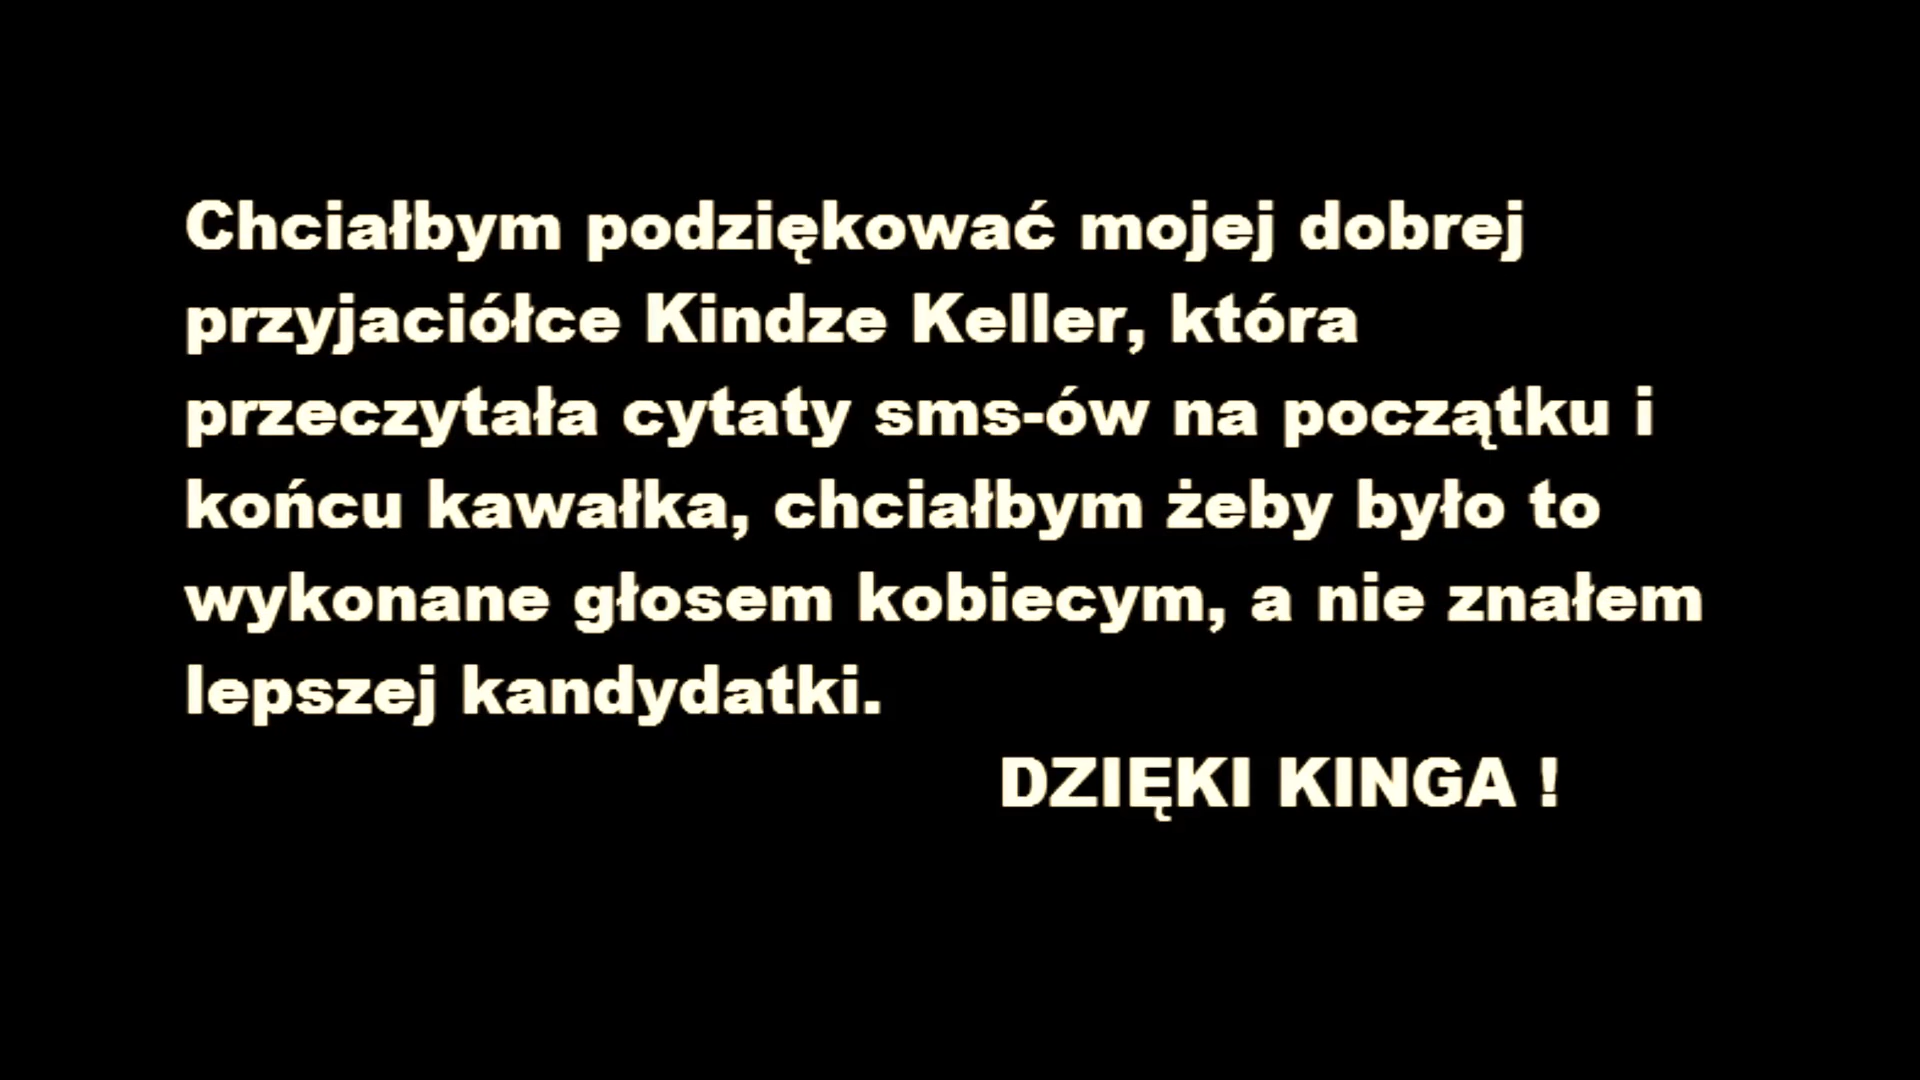 Chciałbym podziękować mojej dobrej
przyjaciółce Kindze Keller, która
przeczytała cytaty sms-ów na początku i
końcu kawałka, chciałbym żeby było to
wykonane głosem kobiecym, a nie znałem
lepszej kandydatki.
DZIĘKI KINGA !